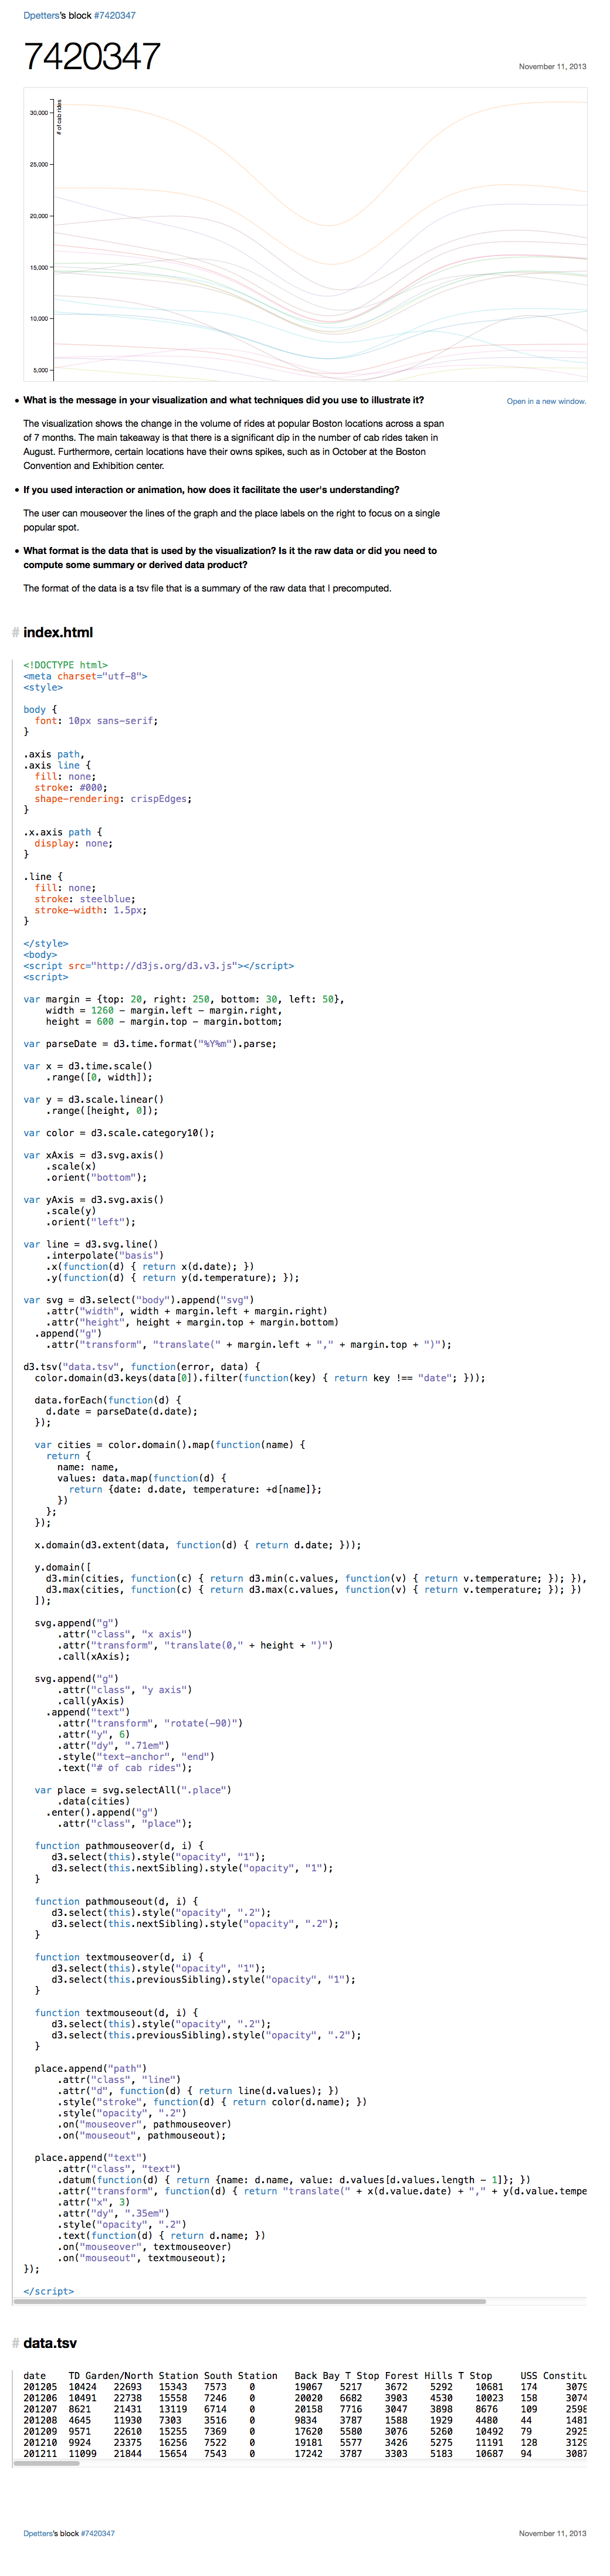 Dpetters's block #7420347
7420347
November 11, 2013
# of cab rides
30,000
25,000
20,000
15,000
10,000
5,000
What is the message in your visualization and what techniques did you use to illustrate it?
Open in a new window.
The visualization shows the change in the volume of rides at popular Boston locations across a span
of 7 months. The main takeaway is that there is a significant dip in the number of cab rides taken in
August. Furthermore, certain locations have their owns spikes, such as in October at the Boston
Convention and Exhibition center.
If you used interaction or animation, how does it facilitate the user's understanding?
The user can mouseover the lines of the graph and the place labels on the right to focus on a single
popular spot.
What format is the data that is used by the visualization? Is it the raw data or did you need to
compute some summary or derived data product?
The format of the data is a tsv file that is a summary of the raw data that I precomputed.
# index.html
<!DOCTYPE html>
<meta charset="utf-8">
<style>
body {
  font: 10px sans-serif;
}
.axis path,
.axis line {
  fill: none;
  stroke: #000;
  shape-rendering: crispEdges;
}
.x.axis path {
  display: none;
}
.line {
  fill: none;
  stroke: steelblue;
  stroke-width: 1.5px;
}
</style>
<body>
<script src="http://d3js.org/d3.v3.js"></script>
<script>
var margin = {top: 20, right: 250, bottom: 30, left: 50},
    width = 1260 - margin.left - margin.right,
    height = 600 - margin.top - margin.bottom;
var parseDate = d3.time.format("%Y%m").parse;
var x = d3.time.scale()
    .range([0, width]);
var y = d3.scale.linear()
    .range([height, 0]);
var color = d3.scale.category10();
var xAxis = d3.svg.axis()
    .scale(x)
    .orient("bottom");
var yAxis = d3.svg.axis()
    .scale(y)
    .orient("left");
var line = d3.svg.line()
    .interpolate("basis")
    .x(function(d) { return x(d.date); })
    .y(function(d) { return y(d.temperature); });
var svg = d3.select("body").append("svg")
    .attr("width", width + margin.left + margin.right)
    .attr("height", height + margin.top + margin.bottom)
  .append("g")
    .attr("transform", "translate(" + margin.left + "," + margin.top + ")");
d3.tsv("data.tsv", function(error, data) {
  color.domain(d3.keys(data[0]).filter(function(key) { return key !== "date"; }));
  data.forEach(function(d) {
    d.date = parseDate(d.date);
  });
  var cities = color.domain().map(function(name) {
    return {
      name: name,
      values: data.map(function(d) {
        return {date: d.date, temperature: +d[name]};
      })
    };
  });
  x.domain(d3.extent(data, function(d) { return d.date; }));
  y.domain([
    d3.min(cities, function(c) { return d3.min(c.values, function(v) { return v.temperature; }); }),
    d3.max(cities, function(c) { return d3.max(c.values, function(v) { return v.temperature; }); })
  ]);
  svg.append("g")
      .attr("class", "x axis")
      .attr("transform", "translate(0," + height + ")")
      .call(xAxis);
  svg.append("g")
      .attr("class", "y axis")
      .call(yAxis)
    .append("text")
      .attr("transform", "rotate(-90)")
      .attr("y", 6)
      .attr("dy", ".71em")
      .style("text-anchor", "end")
      .text("# of cab rides");
  var place = svg.selectAll(".place")
      .data(cities)
    .enter().append("g")
      .attr("class", "place");
  function pathmouseover(d, i) {
     d3.select(this).style("opacity", "1");
     d3.select(this.nextSibling).style("opacity", "1");
  }
  function pathmouseout(d, i) {
     d3.select(this).style("opacity", ".2");
     d3.select(this.nextSibling).style("opacity", ".2");
  }
  function textmouseover(d, i) {
     d3.select(this).style("opacity", "1");
     d3.select(this.previousSibling).style("opacity", "1");
  }
  function textmouseout(d, i) {
     d3.select(this).style("opacity", ".2");
     d3.select(this.previousSibling).style("opacity", ".2");
  }
  place.append("path")
      .attr("class", "line")
      .attr("d", function(d) { return line(d.values); })
      .style("stroke", function(d) { return color(d.name); })
      .style("opacity", ".2")
      .on("mouseover", pathmouseover)
      .on("mouseout", pathmouseout);
  place.append("text")
      .attr("class", "text")
      .datum(function(d) { return {name: d.name, value: d.values[d.values.length - 1]}; })
      .attr("transform", function(d) { return "translate(" + x(d.value.date) + "," + y(d.value.tempe
      .attr("x", 3)
      .attr("dy", ".35em")
      .style("opacity", ".2")
      .text(function(d) { return d.name; })
      .on("mouseover", textmouseover)
      .on("mouseout", textmouseout);
});
</script>
# data.tsv
date TD Garden/North Station South Station Back Bay T Stop Forest Hills T Stop USS Constitu
201205 10424 22693 15343 7573 0 19067 5217 3672 5292 10681 174 3079
201206 10491 22738 15558 7246 0 20020 6682 3903 4530 10023 158 3074
201207 8621 21431 13119 6714 0 20158 7716 3047 3898 8676 109 2598
201208 4645 11930 7303 3516 0 9834 3787 1588 1929 4480 44 1481
201209 9571 22610 15255 7369 0 17620 5580 3076 5260 10492 79 2925
201210 9924 23375 16256 7522 0 19181 5577 3426 5275 11191 128 3129
201211 11099 21844 15654 7543 0 17242 3787 3303 5183 10687 94 3087
Dpetters's block #7420347
November 11, 2013